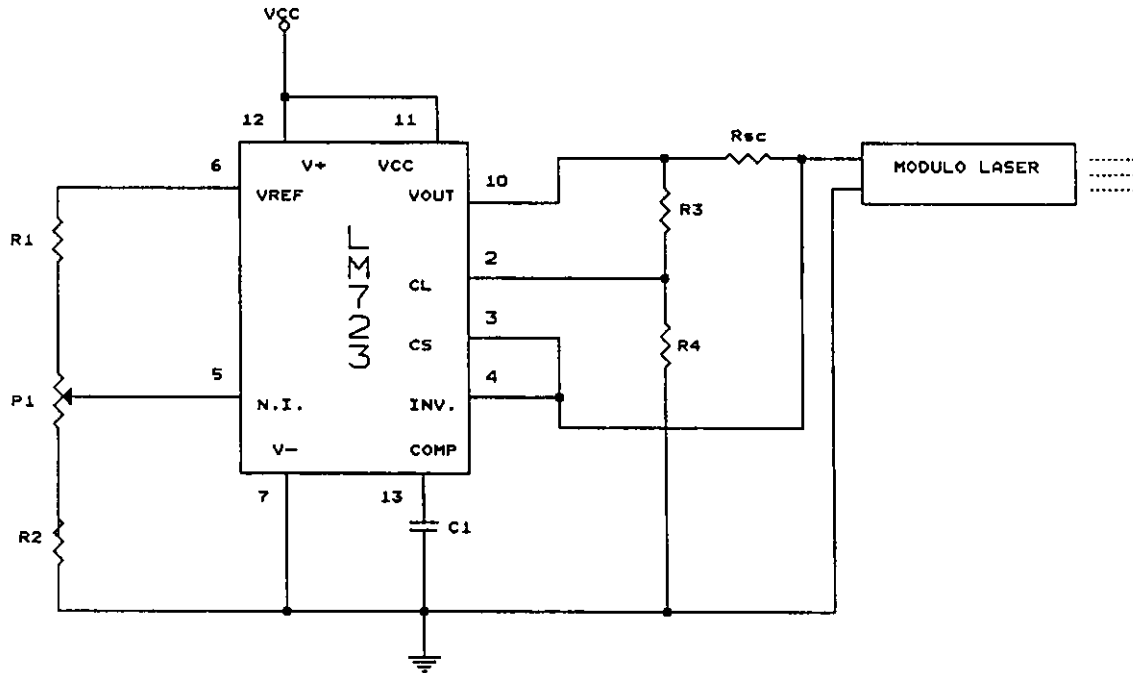 VCC
12
11
Rsc
6
V+
VCC
MODULO LASER
VREF
VOUT
10
R1
R3
LM723
2
CL
3
CS
R4
5
4
P1
N.I.
INV.
V-
COMP
7
13
R2
C1